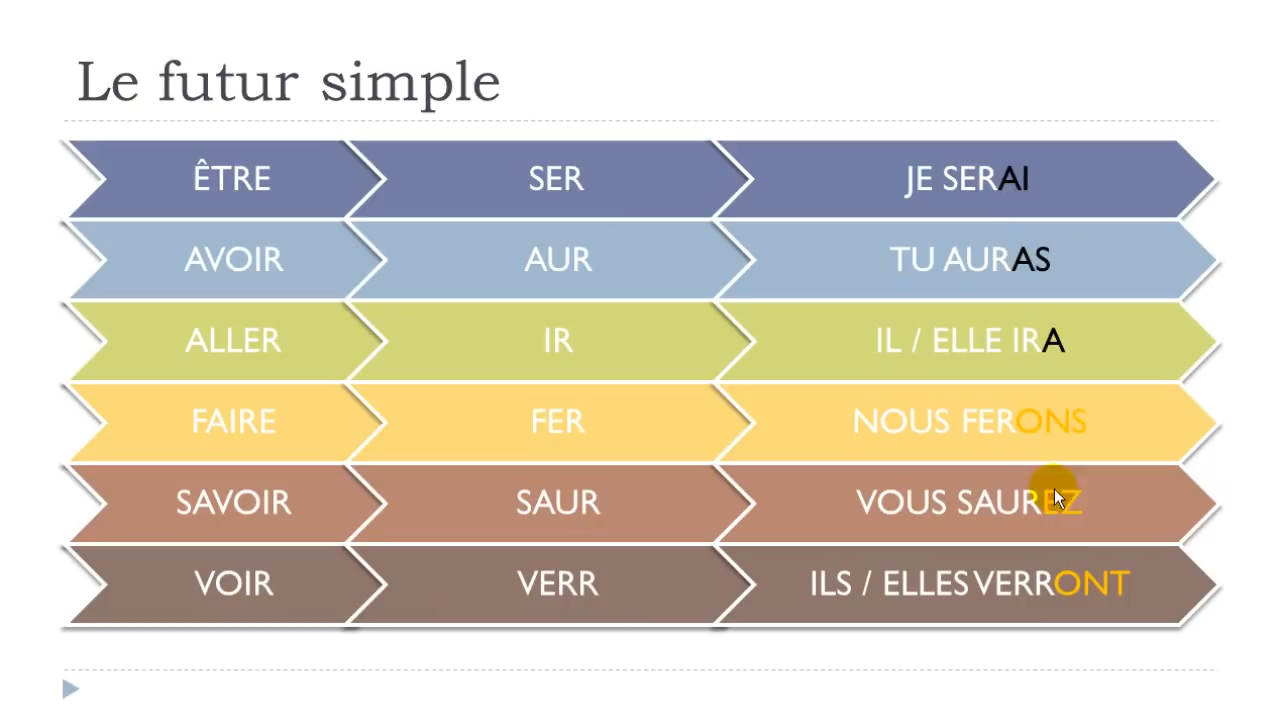 Le futur simple
ÊTRE SER JE SERAI
AVOIR AUR TU AURAS
ALLER IR IL / ELLE IRA
FAIRE FER NOUS FERONS
SAVOIR SAUR VOUS SAUREZ
VOIR VERR ILS / ELLES VERRONT